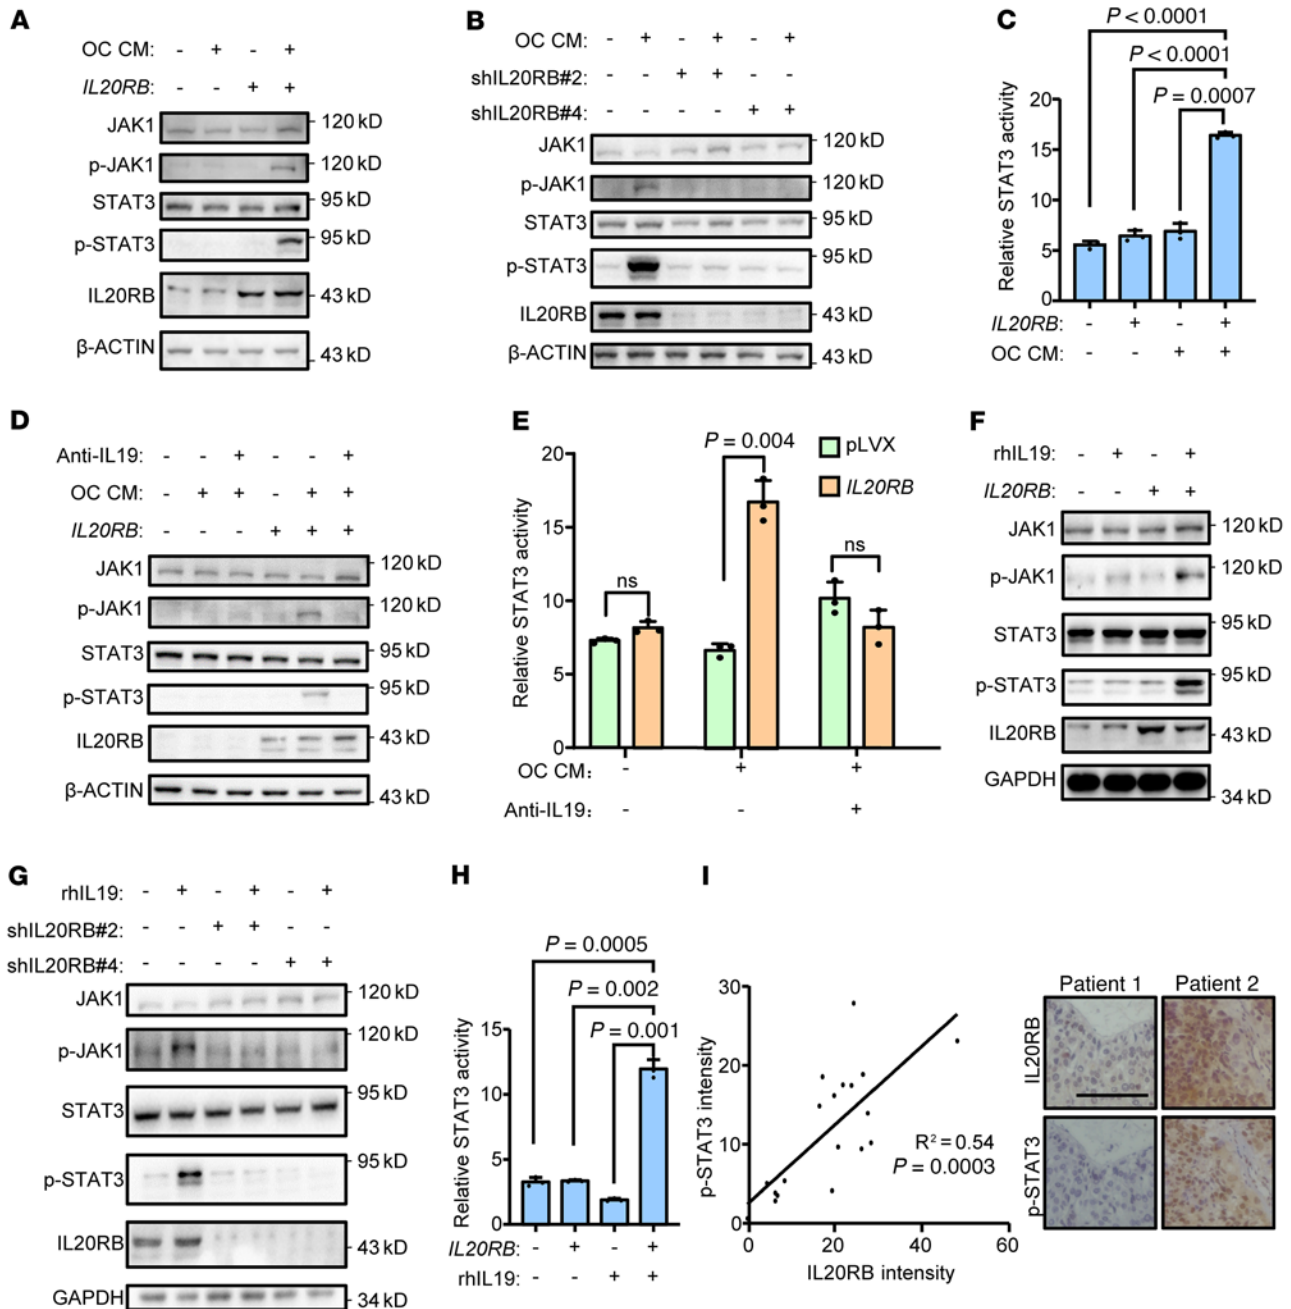 A
OC CM: - + - +
IL20RB: - - + +
JAK1 120 kD
p-JAK1 120 kD
STAT3 95 kD
p-STAT3 95 kD
IL20RB 43 kD
β-ACTIN 43 kD
B
OC CM: - + - + - +
shIL20RB#2: - - + + - -
shIL20RB#4: - - - - + +
JAK1 120 kD
p-JAK1 120 kD
STAT3 95 kD
p-STAT3 95 kD
IL20RB 43 kD
β-ACTIN 43 kD
C
P < 0.0001
P < 0.0001
P = 0.0007
Relative STAT3 activity
20
15
10
5
0
IL20RB: - + - +
OC CM: - - + +
D
Anti-IL19: - - + - - +
OC CM: - + + - + +
IL20RB: - - - + + +
JAK1 120 kD
p-JAK1 120 kD
STAT3 95 kD
p-STAT3 95 kD
IL20RB 43 kD
β-ACTIN 43 kD
E
Relative STAT3 activity
20
15
10
5
0
ns
P = 0.004
ns
pLVX
IL20RB
OC CM: - + +
Anti-IL19: - - +
F
rhIL19: - + - +
IL20RB: - - + +
JAK1 120 kD
p-JAK1 120 kD
STAT3 95 kD
p-STAT3 95 kD
IL20RB 43 kD
GAPDH 34 kD
G
rhIL19: - + - + - +
shIL20RB#2: - - + + - -
shIL20RB#4: - - - - + +
JAK1 120 kD
p-JAK1 120 kD
STAT3 95 kD
p-STAT3 95 kD
IL20RB 43 kD
GAPDH 34 kD
H
P = 0.0005
P = 0.002
P = 0.001
Relative STAT3 activity
15
10
5
0
IL20RB: - + - +
rhIL19: - - + +
I
p-STAT3 intensity
30
20
10
0
R² = 0.54
P = 0.0003
0 20 40 60
IL20RB intensity
Patient 1 Patient 2
IL20RB
p-STAT3